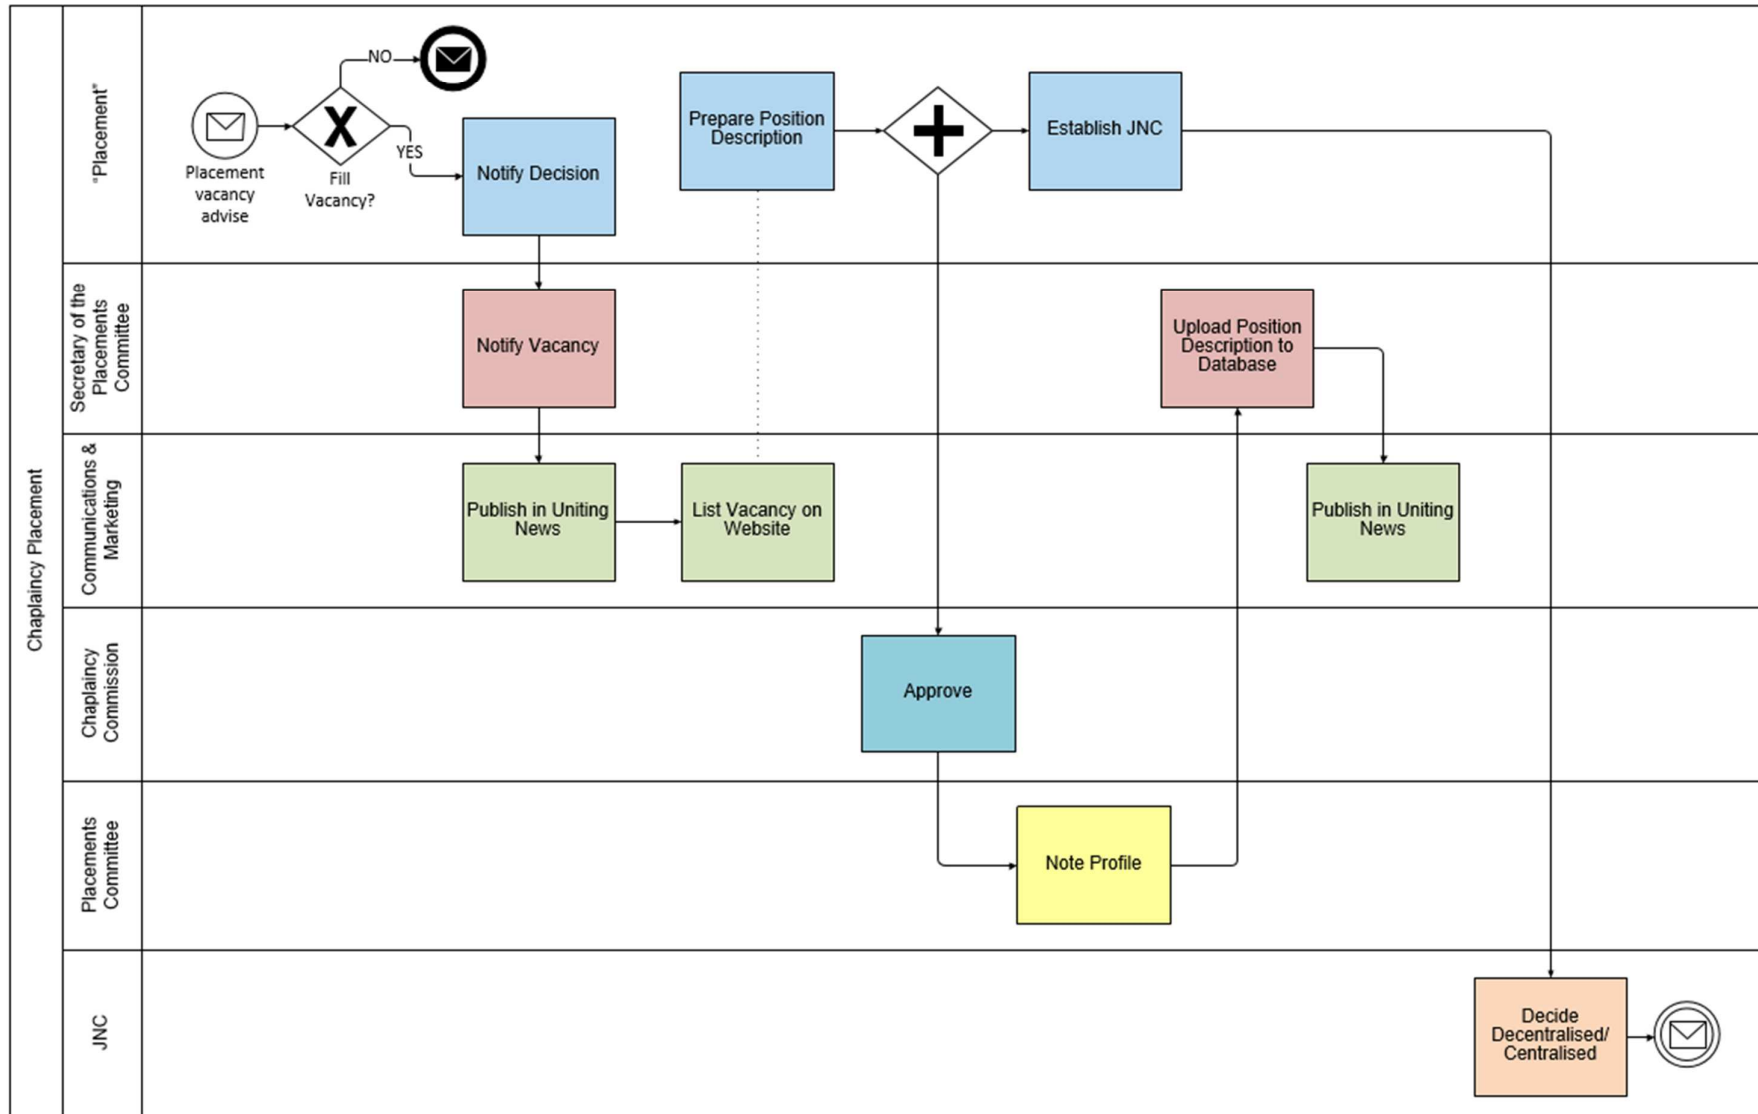 Chaplaincy Placement
"Placement"
Placement
vacancy
advise
NO
YES
Fill
Vacancy?
Notify Decision
Prepare Position
Description
Establish JNC
Secretary of the
Placements
Committee
Notify Vacancy
Upload Position
Description to
Database
Communications &
Marketing
Publish in Uniting
News
List Vacancy on
Website
Publish in Uniting
News
Chaplaincy
Commission
Approve
Placements
Committee
Note Profile
JNC
Decide
Decentralised/
Centralised